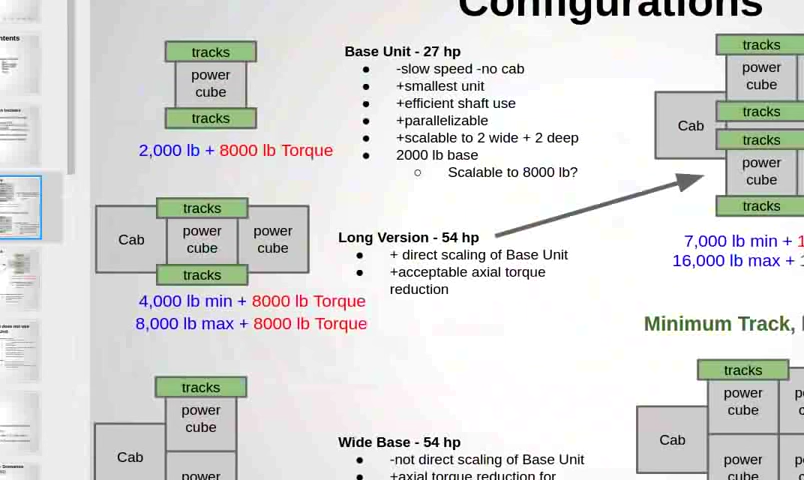 Configurations
tracks
power
cube
tracks
2,000 lb + 8000 lb Torque
Base Unit - 27 hp
● -slow speed -no cab
● +smallest unit
● +efficient shaft use
● +parallelizable
● +scalable to 2 wide + 2 deep
● 2000 lb base
○ Scalable to 8000 lb?
tracks
power
cube
tracks
Cab
tracks
power
cube
tracks
7,000 lb min + 1
16,000 lb max + 1
tracks
Cab
power
cube
power
cube
tracks
4,000 lb min + 8000 lb Torque
8,000 lb max + 8000 lb Torque
Long Version - 54 hp
● + direct scaling of Base Unit
● +acceptable axial torque
reduction
Minimum Track,
tracks
power
cube
Cab
power
Wide Base - 54 hp
● -not direct scaling of Base Unit
● +axial torque reduction for
tracks
power
cube
Cab
power
cube